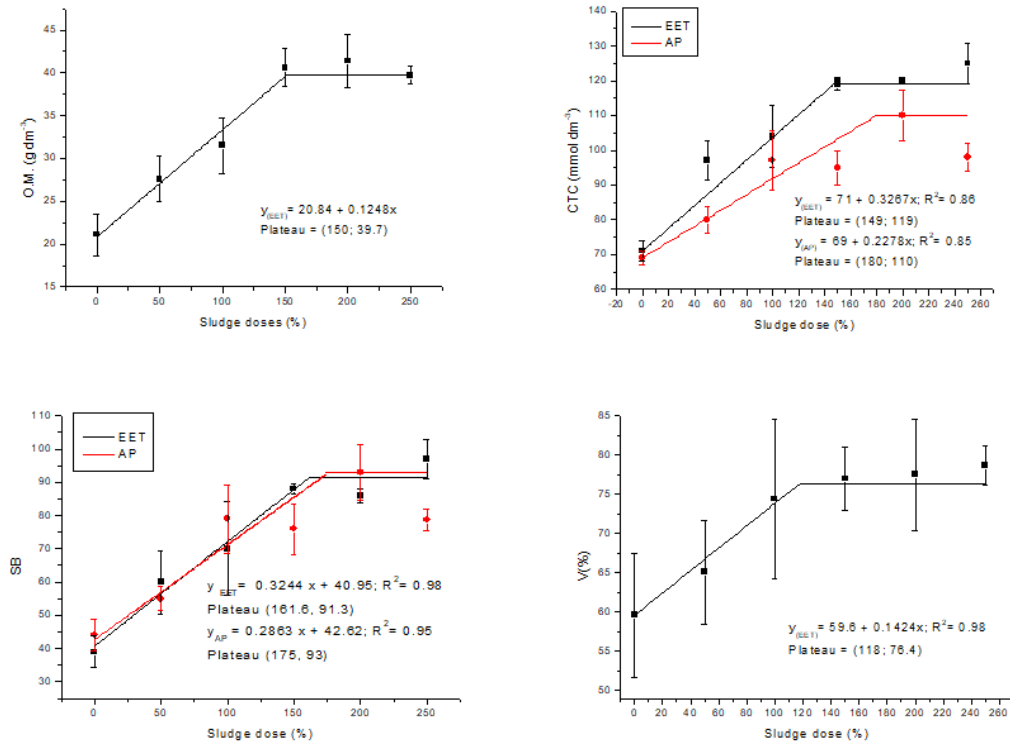 O.M. (g dm-3)
45
40
35
30
25
20
15
0 50 100 150 200 250
Sludge doses (%)
y(EET) = 20.84 + 0.1248x
Plateau = (150; 39.7)
EET
AP
CTC (mmol dm-3)
140
130
120
110
100
90
80
70
60
-20 0 20 40 60 80 100 120 140 160 180 200 220 240 260
Sludge dose (%)
y(EET) = 71 + 0.3267x; R2 = 0.86
Plateau = (149; 119)
y(AP) = 69 + 0.2278x; R2 = 0.85
Plateau = (180; 110)
EET
AP
SB
110
100
90
80
70
60
50
40
30
0 50 100 150 200 250
Sludge dose (%)
y EET = 0.3244 x + 40.95; R2 = 0.98
Plateau (161.6, 91.3)
yAP = 0.2863 x + 42.62; R2 = 0.95
Plateau (175, 93)
V(%)
85
80
75
70
65
60
55
50
0 20 40 60 80 100 120 140 160 180 200 220 240 260
Sludge dose (%)
y(EET) = 59.6 + 0.1424x; R2 = 0.98
Plateau = (118; 76.4)